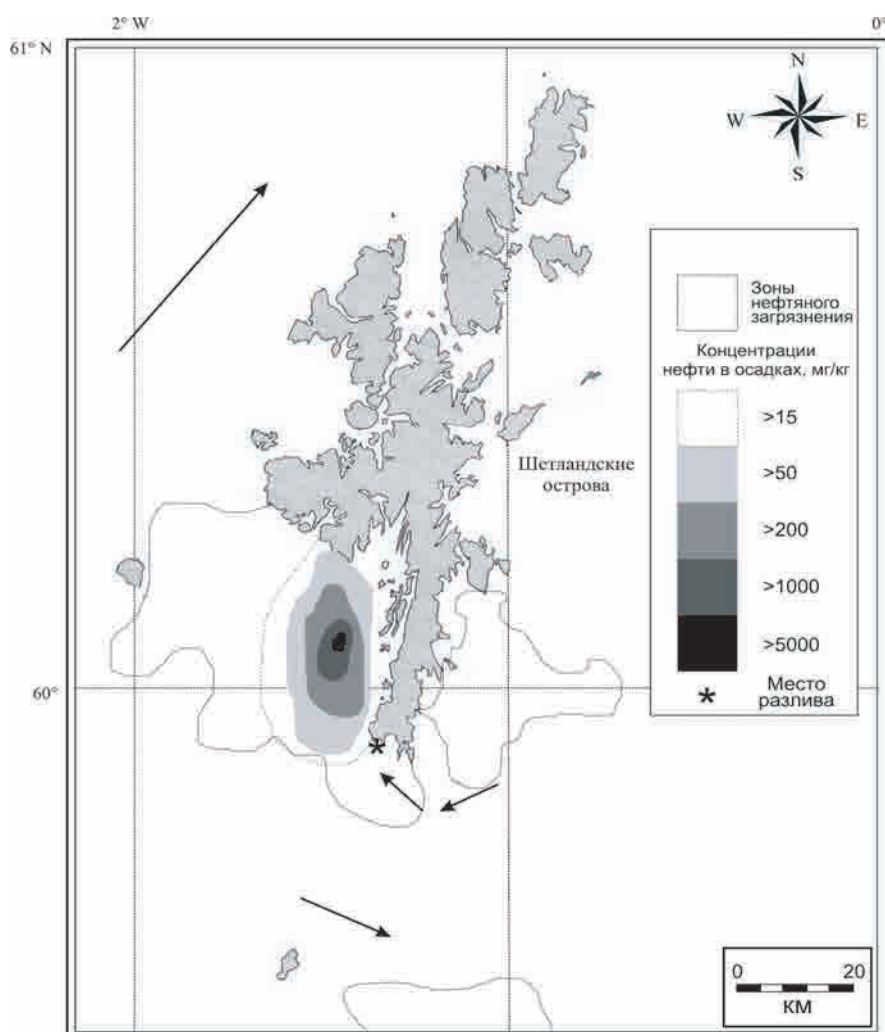 2° W
0°
61° N
N
W
E
S
Зоны
нефтяного
загрязнения
Концентрации
нефти в осадках, мг/кг
>15
Шетландские
острова
>50
>200
>1000
>5000
60°
* Место
разлива
*
0 20
КМ